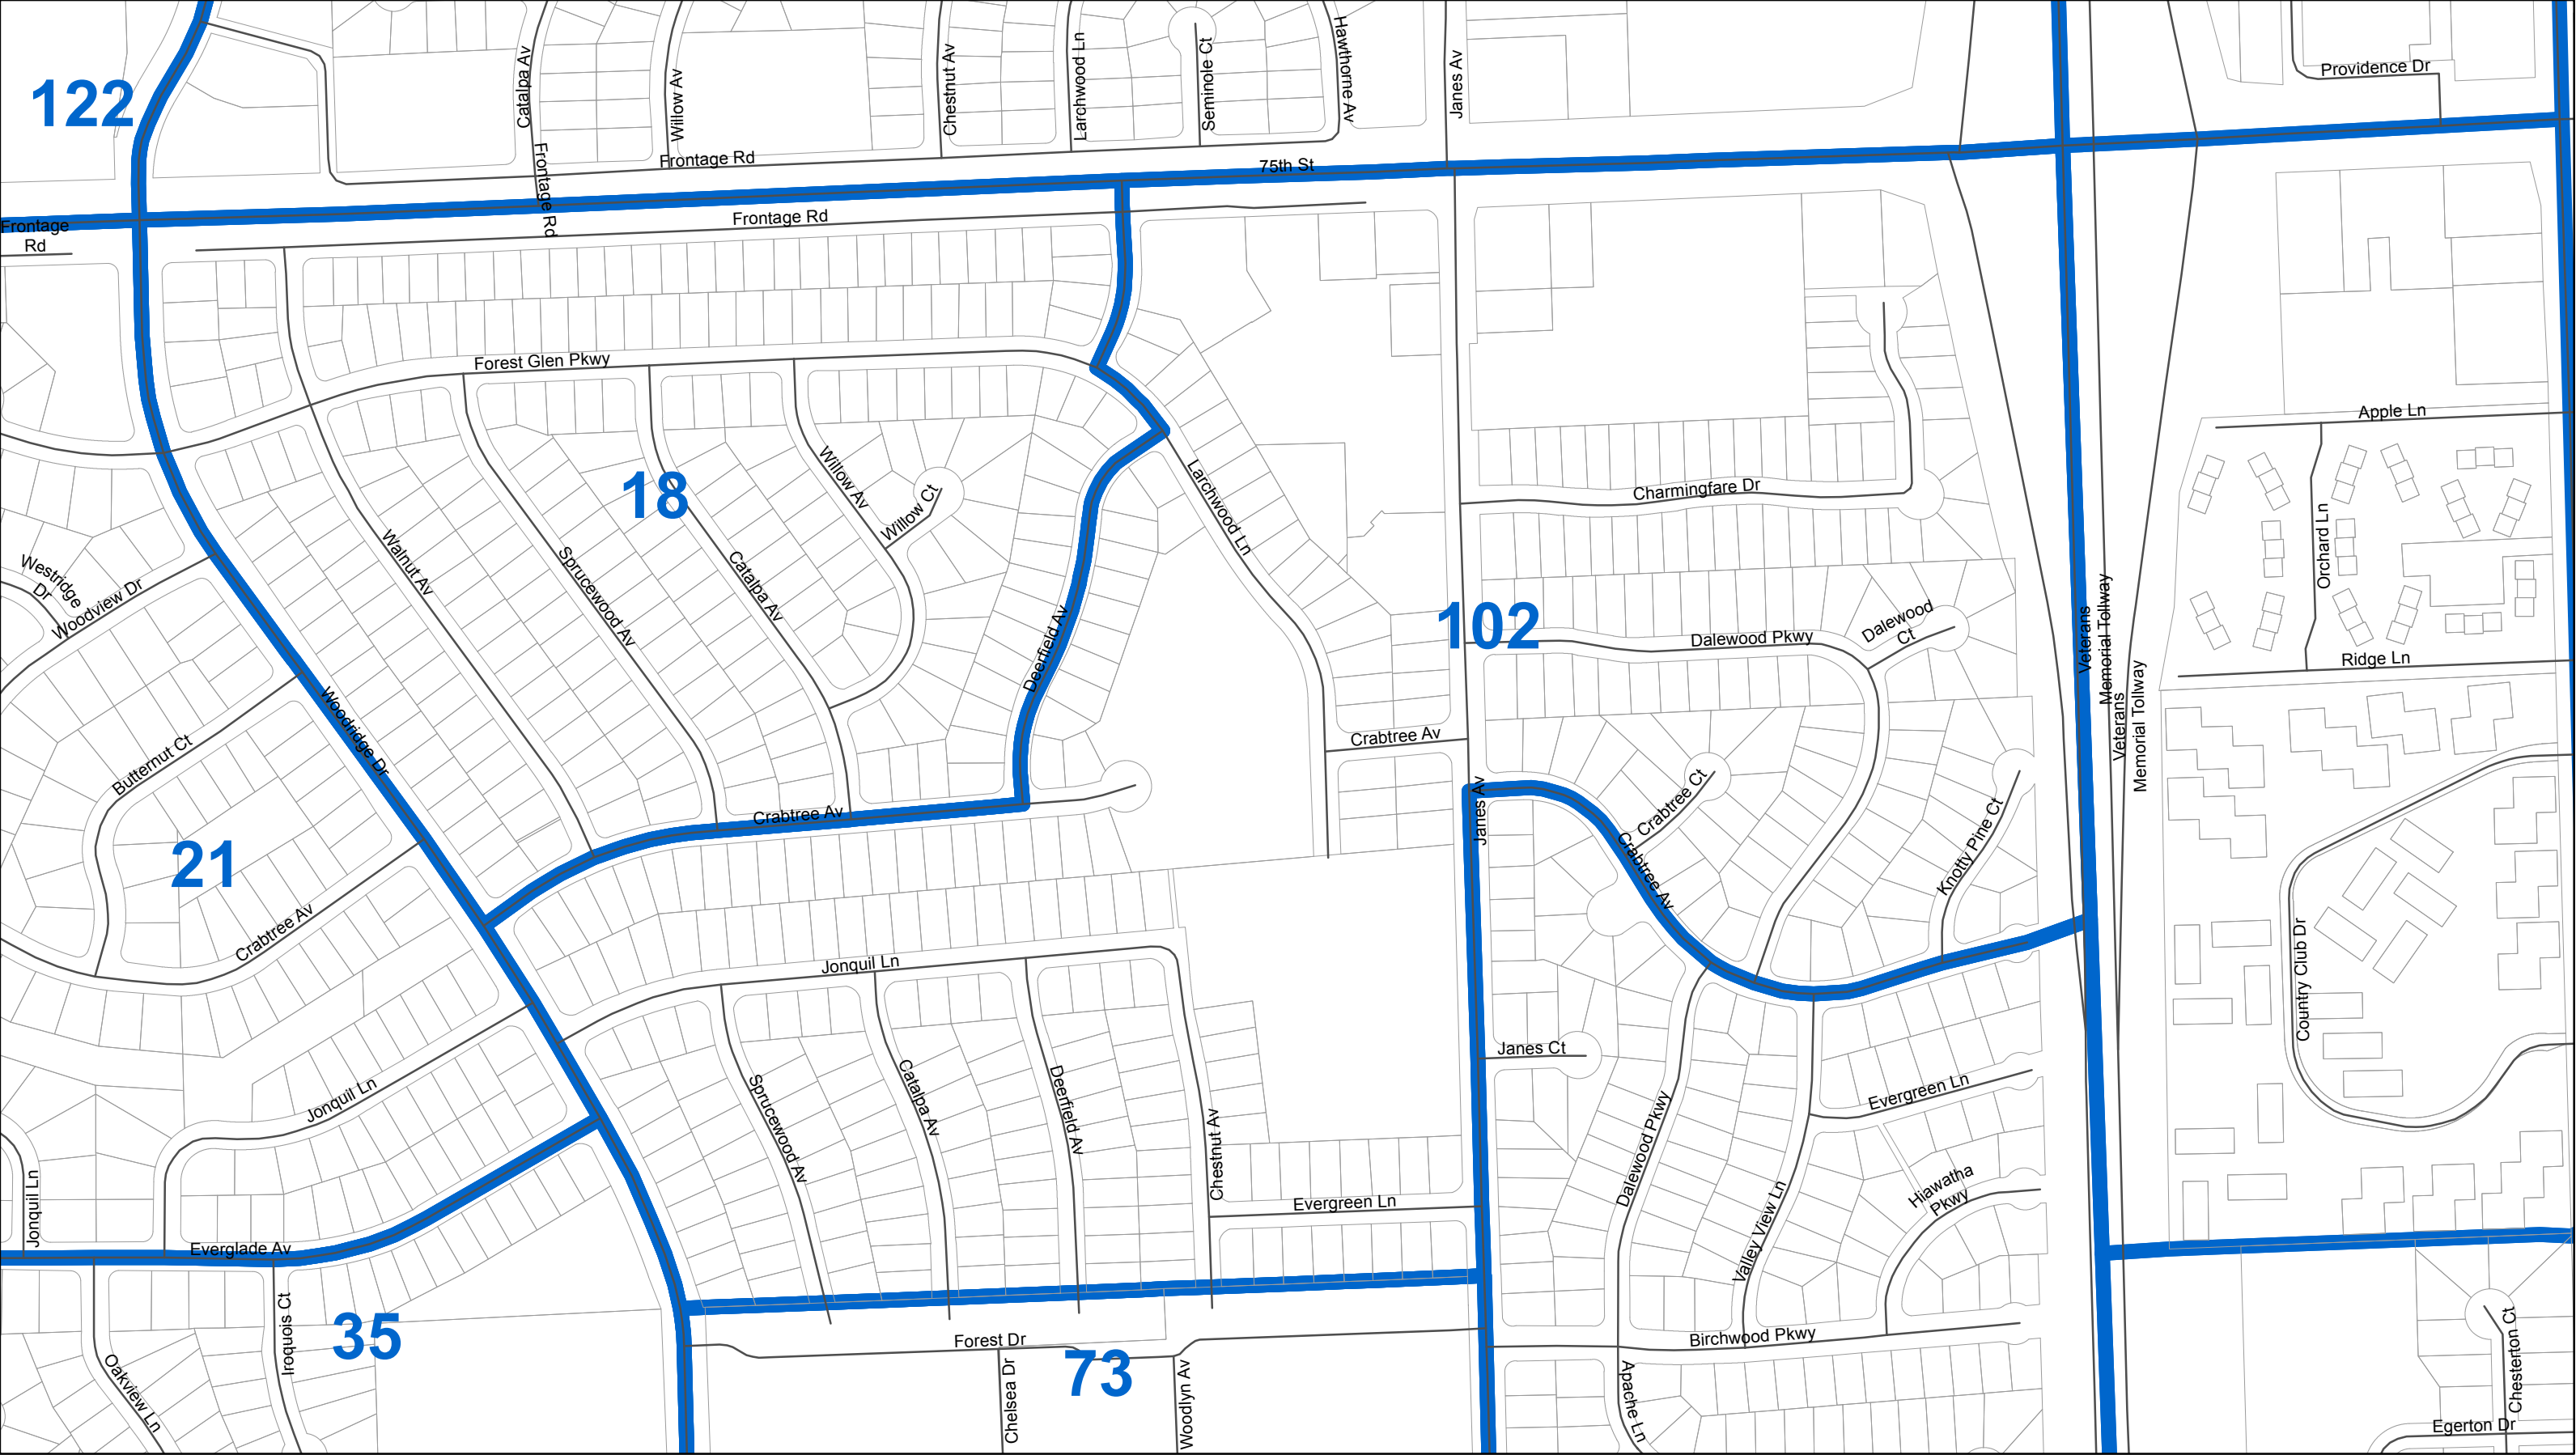 122
Catalpa Av
Willow Av
Chestnut Av
Larchwood Ln
Seminole Ct
Hawthorne Av
Janes Av
Providence Dr
Frontage Rd
Frontage Rd
75th St
Frontage Rd
Frontage
Rd
Forest Glen Pkwy
Apple Ln
18
Willow Av
Willow Ct
Larchwood Ln
Charmingfare Dr
Orchard Ln
Walnut Av
Sprucewood Av
Catalpa Av
Westridge
Dr
Woodview Dr
Deerfield Av
102
Dalewood Pkwy
Dalewood
Ct
Veterans
Memorial Tollway
Veterans
Memorial Tollway
Ridge Ln
Woodridge Dr
Butternut Ct
Crabtree Av
Crabtree Av
Janes Av
Crabtree Ct
Crabtree Av
Knotty Pine Ct
21
Crabtree Av
Country Club Dr
Jonquil Ln
Janes Ct
Jonquil Ln
Sprucewood Av
Catalpa Av
Deerfield Av
Chestnut Av
Dalewood Pkwy
Evergreen Ln
Hiawatha
Pkwy
Jonquil Ln
Evergreen Ln
Valley View Ln
Everglade Av
Iroquois Ct
35
Forest Dr
Birchwood Pkwy
73
Oakview Ln
Chelsea Dr
Woodlyn Av
Apache Ln
Chesterton Ct
Egerton Dr